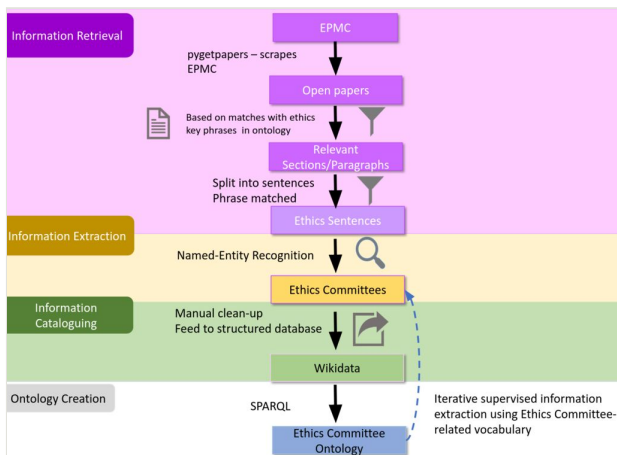 Information Retrieval
EPMC
pygetpapers – scrapes
EPMC
Open papers
Based on matches with ethics
key phrases in ontology
Relevant
Sections/Paragraphs
Split into sentences
Phrase matched
Ethics Sentences
Information Extraction
Named-Entity Recognition
Ethics Committees
Information
Cataloguing
Manual clean-up
Feed to structured database
Wikidata
Ontology Creation
SPARQL
Iterative supervised information
extraction using Ethics Committee-
related vocabulary
Ethics Committee
Ontology